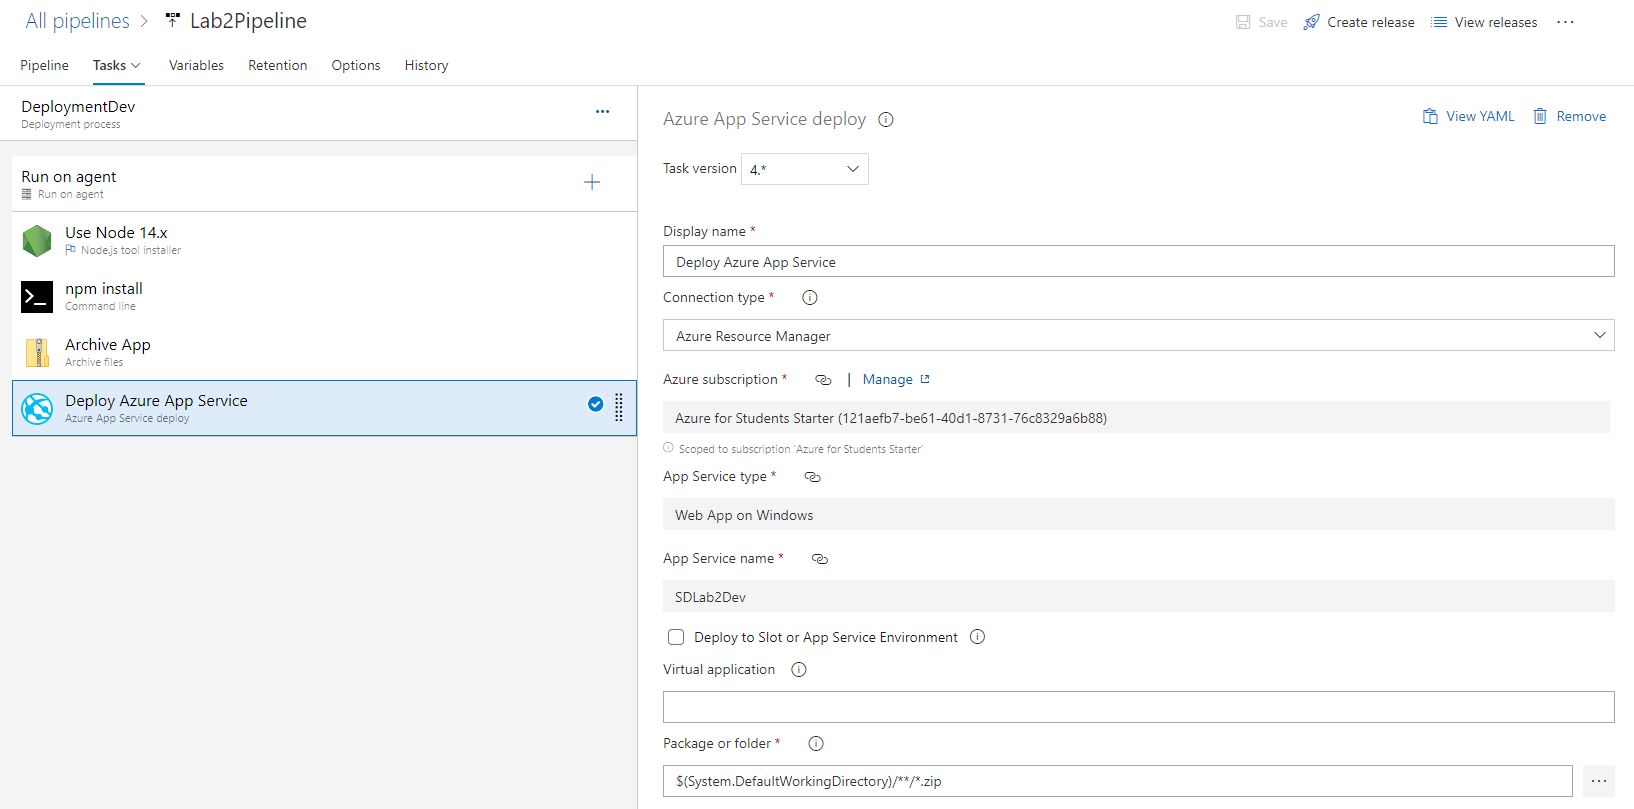 All pipelines > Lab2Pipeline
Save Create release View releases ...
Pipeline Tasks Variables Retention Options History
DeploymentDev
Deployment process
...
Run on agent
Run on agent
Use Node 14.x
Node.js tool installer
npm install
Command line
Archive App
Archive files
Deploy Azure App Service
Azure App Service deploy
Azure App Service deploy
View YAML Remove
Task version 4.*
Display name *
Deploy Azure App Service
Connection type *
Azure Resource Manager
Azure subscription * | Manage
Azure for Students Starter (121aefb7-be61-40d1-8731-76c8329a6b88)
Scoped to subscription 'Azure for Students Starter'
App Service type *
Web App on Windows
App Service name *
SDLab2Dev
Deploy to Slot or App Service Environment
Virtual application
Package or folder *
$(System.DefaultWorkingDirectory)/**/*.zip
...